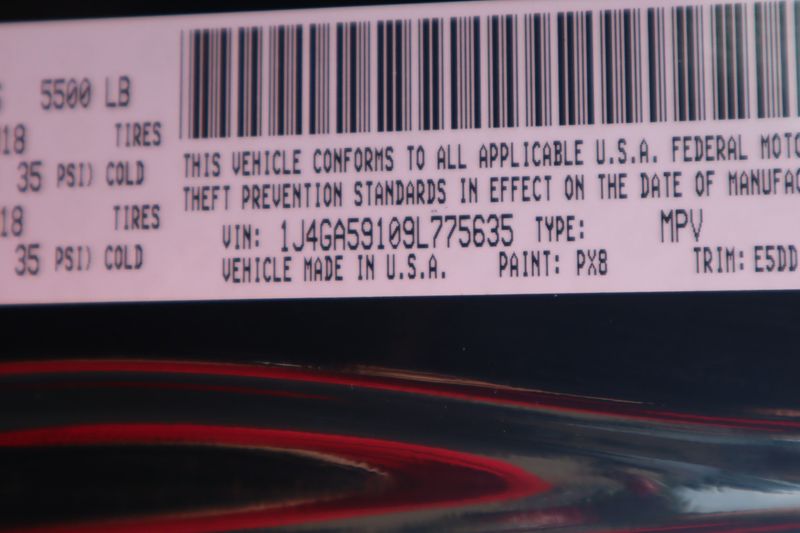 5500 LB
18 TIRES
35 PSI) COLD
18 TIRES
35 PSI) COLD
THIS VEHICLE CONFORMS TO ALL APPLICABLE U.S.A. FEDERAL MOTO
THEFT PREVENTION STANDARDS IN EFFECT ON THE DATE OF MANUFAC
VIN: 1J4GA59109L775635 TYPE: MPV
VEHICLE MADE IN U.S.A. PAINT: PX8 TRIM: E5DD